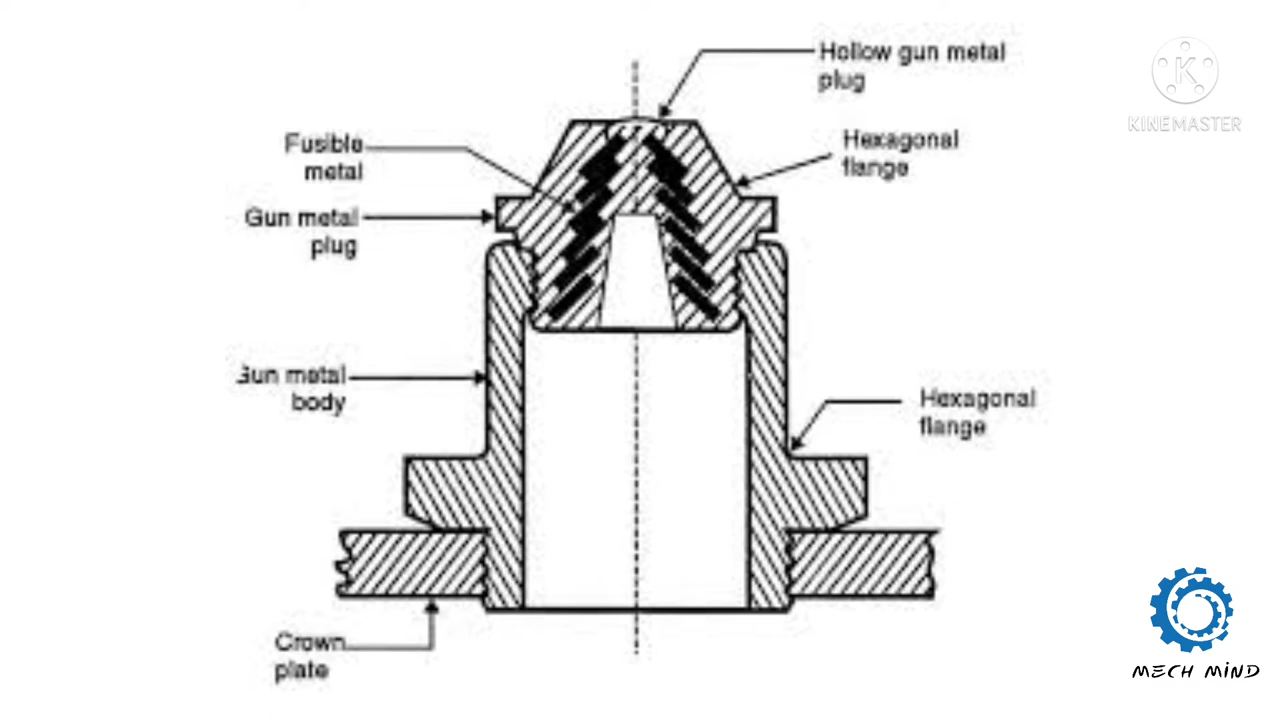 Hollow gun metal
plug
KINEMASTER
Hexagonal
flange
Fusible
metal
Gun metal
plug
Gun metal
body
Hexagonal
flange
Crown
plate
MECH MIND